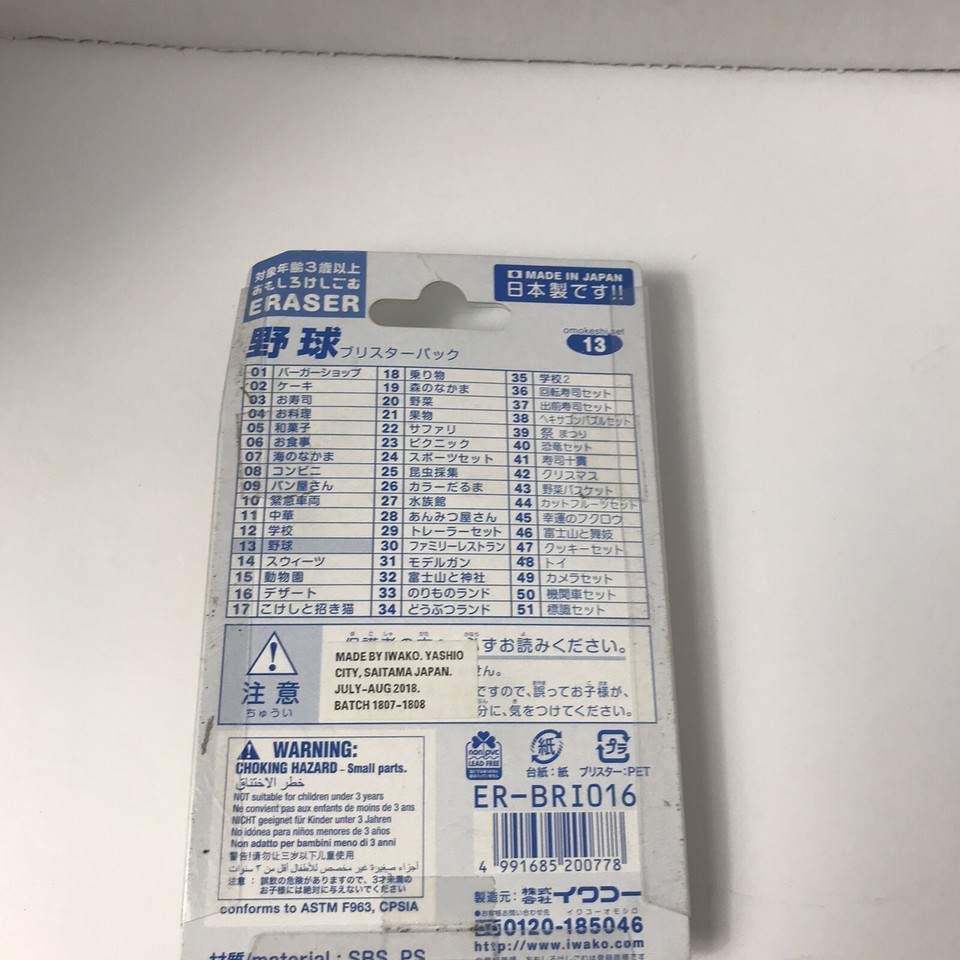 対象年齢3歳以上
おもしろけしごむ
ERASER
MADE IN JAPAN
日本製です!!
野球ブリスターパック
omokeshi set
13
01 バーガーショップ
02 ケーキ
03 お寿司
04 お料理
05 和菓子
06 お食事
07 海のなかま
08 コンビニ
09 パン屋さん
10 緊急車両
11 中華
12 学校
13 野球
14 スウィーツ
15 動物園
16 デザート
17 こけしと招き猫
18 乗り物
19 森のなかま
20 野菜
21 果物
22 サファリ
23 ピクニック
24 スポーツセット
25 昆虫採集
26 カラーだるま
27 水族館
28 あんみつ屋さん
29 トレーラーセット
30 ファミリーレストラン
31 モデルガン
32 富士山と神社
33 のりものランド
34 どうぶつランド
35 学校2
36 回転寿司セット
37 出前寿司セット
38 ヘキサゴンパズルセット
39 祭 まつり
40 恐竜セット
41 寿司十貫
42 クリスマス
43 野菜バスケット
44 カットフルーツセット
45 幸運のフクロウ
46 富士山と舞妓
47 クッキーセット
48 トイ
49 カメラセット
50 機関車セット
51 標識セット
注意
ちゅうい
ずお読みください。
せん。
ですので、誤ってお子様が、
分に、気をつけてください。
MADE BY IWAKO. YASHIO
CITY, SAITAMA JAPAN.
JULY-AUG 2018.
BATCH 1807-1808
WARNING:
CHOKING HAZARD – Small parts.
خطر الاختناق
NOT suitable for children under 3 years
Ne convient pas aux enfants de moins de 3 ans
NICHT geeignet für Kinder unter 3 Jahren
No idónea para niños menores de 3 años
Non adatto per bambini meno di 3 anni
警告!请勿让三岁以下儿童使用
أجزاء صغيرة غير مخصص للأطفال أقل من ٣ سنوات
注意: 誤飲の危険がありますので、3才未満の
お子様には絶対に与えないでください
conforms to ASTM F963, CPSIA
材質/material : SBS, PS
non PVC
LEAD FREE
紙
台紙:紙
プラ
ブリスター:PET
ER-BRI016
4 991685 200778
製造元: 株式会社イワコー
●お客様お問い合わせ先
イワコーオモシロ
0120-185046
http://www.iwako.com